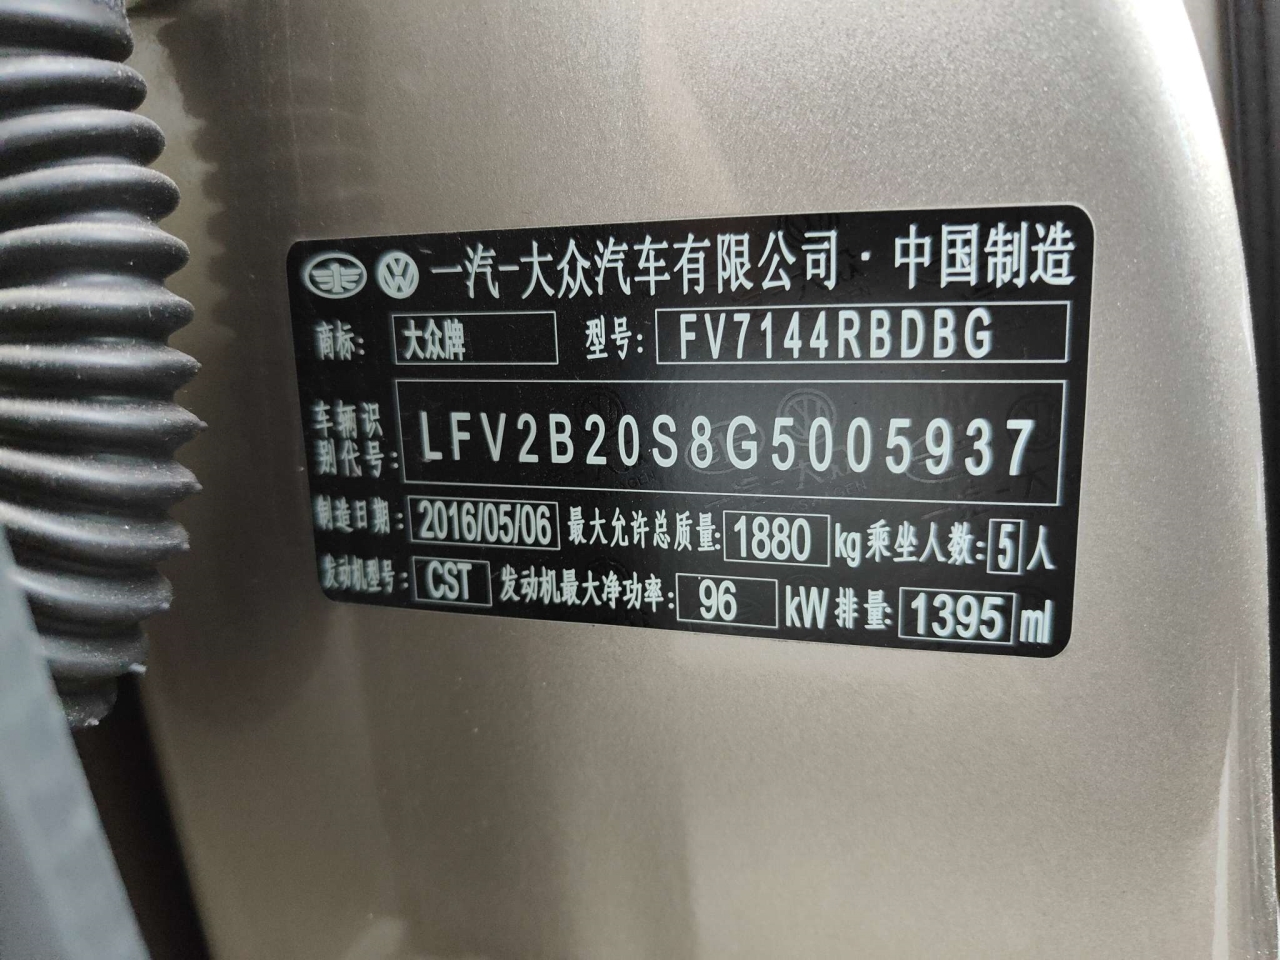 一汽-大众汽车有限公司·中国制造
商标: 大众牌 型号: FV7144RBDBG
车辆识别代号: LFV2B20S8G5005937
制造日期: 2016/05/06 最大允许总质量: 1880 kg 乘坐人数: 5 人
发动机型号: CST 发动机最大净功率: 96 kW 排量: 1395 ml